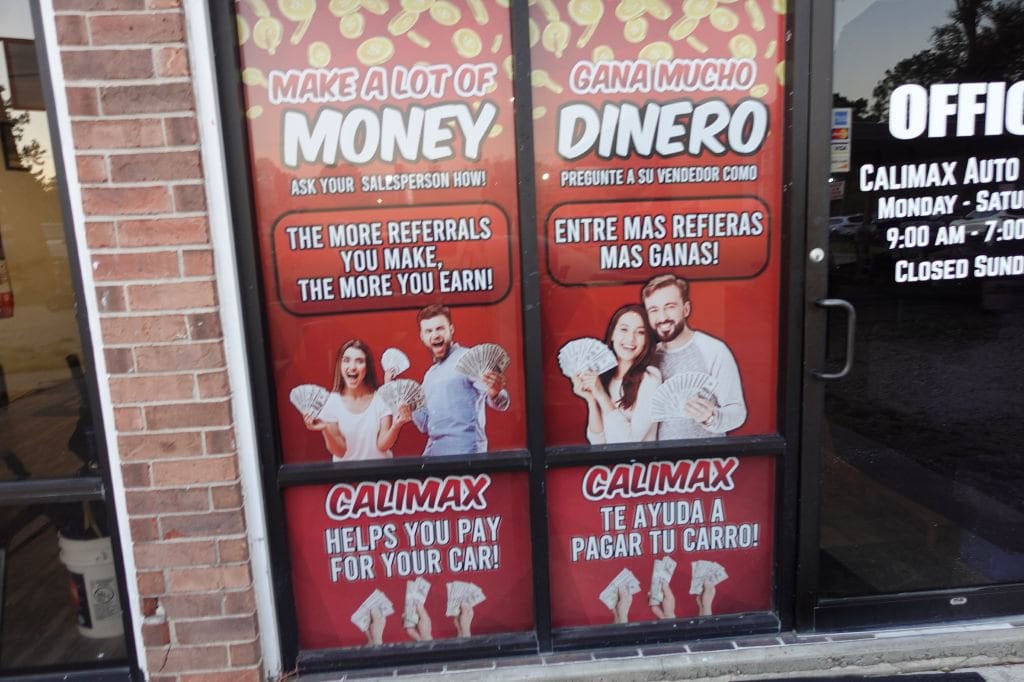 MAKE A LOT OF
MONEY
ASK YOUR SALESPERSON HOW!
THE MORE REFERRALS
YOU MAKE,
THE MORE YOU EARN!
CALIMAX
HELPS YOU PAY
FOR YOUR CAR!
GANA MUCHO
DINERO
PREGUNTE A SU VENDEDOR COMO
ENTRE MAS REFIERAS
MAS GANAS!
CALIMAX
TE AYUDA A
PAGAR TU CARRO!
VISA
OFFIC
CALIMAX AUTO
MONDAY - SATU
9:00 AM - 7:00
CLOSED SUND